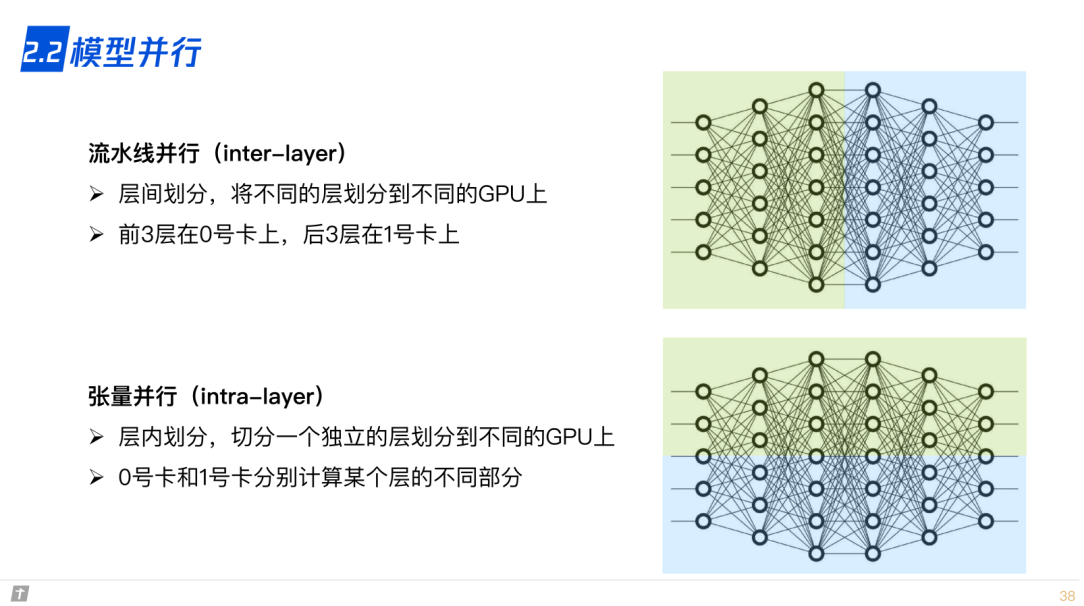 2.2 模型并行
流水线并行（inter-layer）
➢ 层间划分，将不同的层划分到不同的GPU上
➢ 前3层在0号卡上，后3层在1号卡上
张量并行（intra-layer）
➢ 层内划分，切分一个独立的层划分到不同的GPU上
➢ 0号卡和1号卡分别计算某个层的不同部分
38